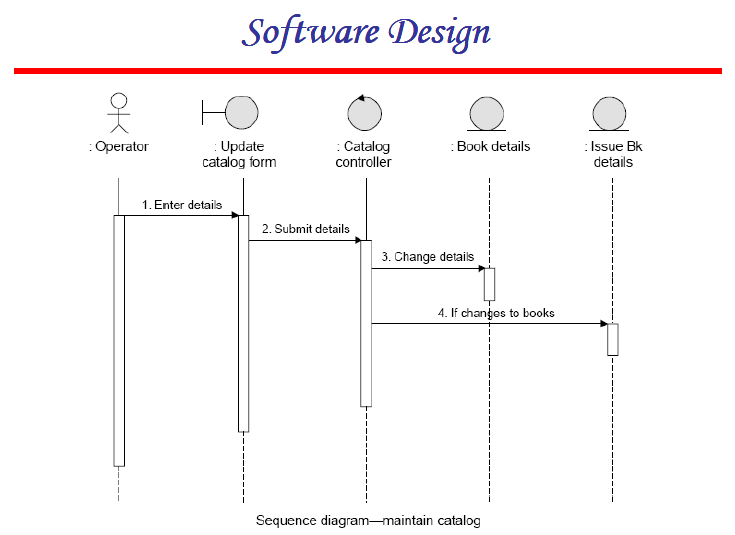 Software Design
: Operator
: Update
catalog form
: Catalog
controller
: Book details
: Issue Bk
details
1. Enter details
2. Submit details
3. Change details
4. If changes to books
Sequence diagram—maintain catalog